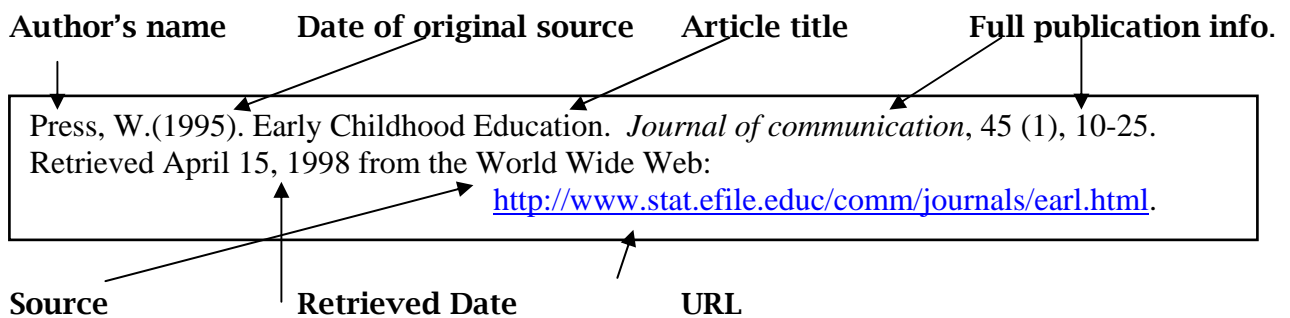 Author's name Date of original source Article title Full publication info.
Press, W.(1995). Early Childhood Education. Journal of communication, 45 (1), 10-25.
Retrieved April 15, 1998 from the World Wide Web:
http://www.stat.efile.educ/comm/journals/earl.html.
Source Retrieved Date URL